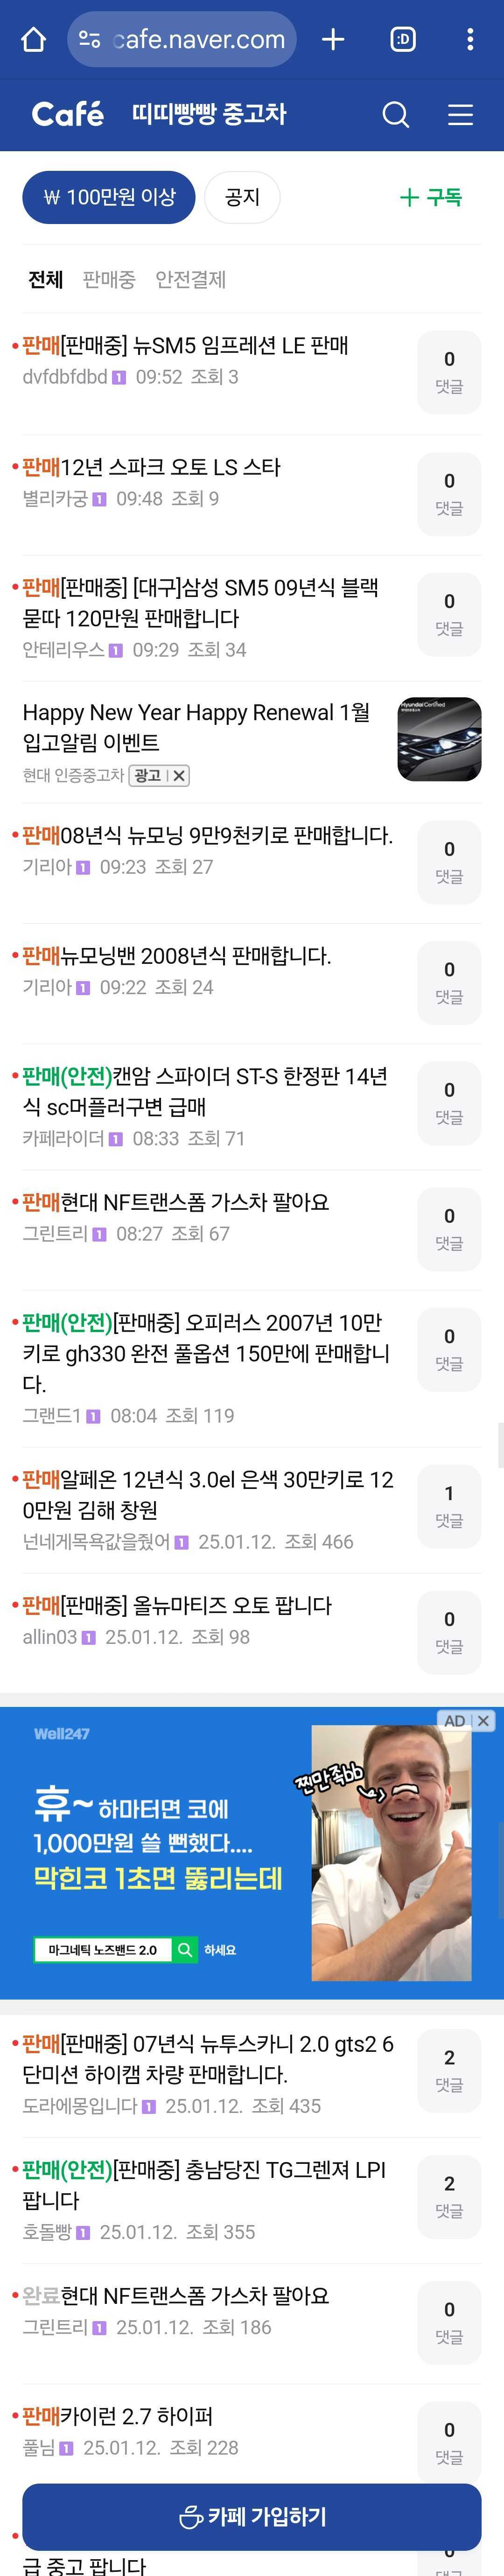 cafe.naver.com
:D
Café 띠띠빵빵 중고차
₩ 100만원 이상
공지
+ 구독
전체 판매중 안전결제
판매[판매중] 뉴SM5 임프레션 LE 판매
dvfdbfdbd 1 09:52 조회 3
0
댓글
판매12년 스파크 오토 LS 스타
별리카궁 1 09:48 조회 9
0
댓글
판매[판매중] [대구]삼성 SM5 09년식 블랙
묻따 120만원 판매합니다
안테리우스 1 09:29 조회 34
0
댓글
Happy New Year Happy Renewal 1월
입고알림 이벤트
현대 인증중고차 광고 X
Hyundai Certified
판매08년식 뉴모닝 9만9천키로 판매합니다.
기리아 1 09:23 조회 27
0
댓글
판매뉴모닝밴 2008년식 판매합니다.
기리아 1 09:22 조회 24
0
댓글
판매(안전)캔암 스파이더 ST-S 한정판 14년
식 sc머플러구변 급매
카페라이더 1 08:33 조회 71
0
댓글
판매현대 NF트랜스폼 가스차 팔아요
그린트리 1 08:27 조회 67
0
댓글
판매(안전)[판매중] 오피러스 2007년 10만
키로 gh330 완전 풀옵션 150만에 판매합니
다.
그랜드1 1 08:04 조회 119
0
댓글
판매알페온 12년식 3.0el 은색 30만키로 12
0만원 김해 창원
넌네게목욕값을줬어 1 25.01.12. 조회 466
1
댓글
판매[판매중] 올뉴마티즈 오토 팝니다
allin03 1 25.01.12. 조회 98
0
댓글
AD X
Well247
찐만족bb
휴~ 하마터면 코에
1,000만원 쓸 뻔했다....
막힌코 1초면 뚫리는데
마그네틱 노즈밴드 2.0 하세요
판매[판매중] 07년식 뉴투스카니 2.0 gts2 6
단미션 하이캠 차량 판매합니다.
도라에몽입니다 1 25.01.12. 조회 435
2
댓글
판매(안전)[판매중] 충남당진 TG그렌져 LPI
팝니다
호돌빵 1 25.01.12. 조회 355
2
댓글
완료현대 NF트랜스폼 가스차 팔아요
그린트리 1 25.01.12. 조회 186
0
댓글
판매카이런 2.7 하이퍼
풀님 1 25.01.12. 조회 228
0
댓글
카페 가입하기
급 중고 팝니다